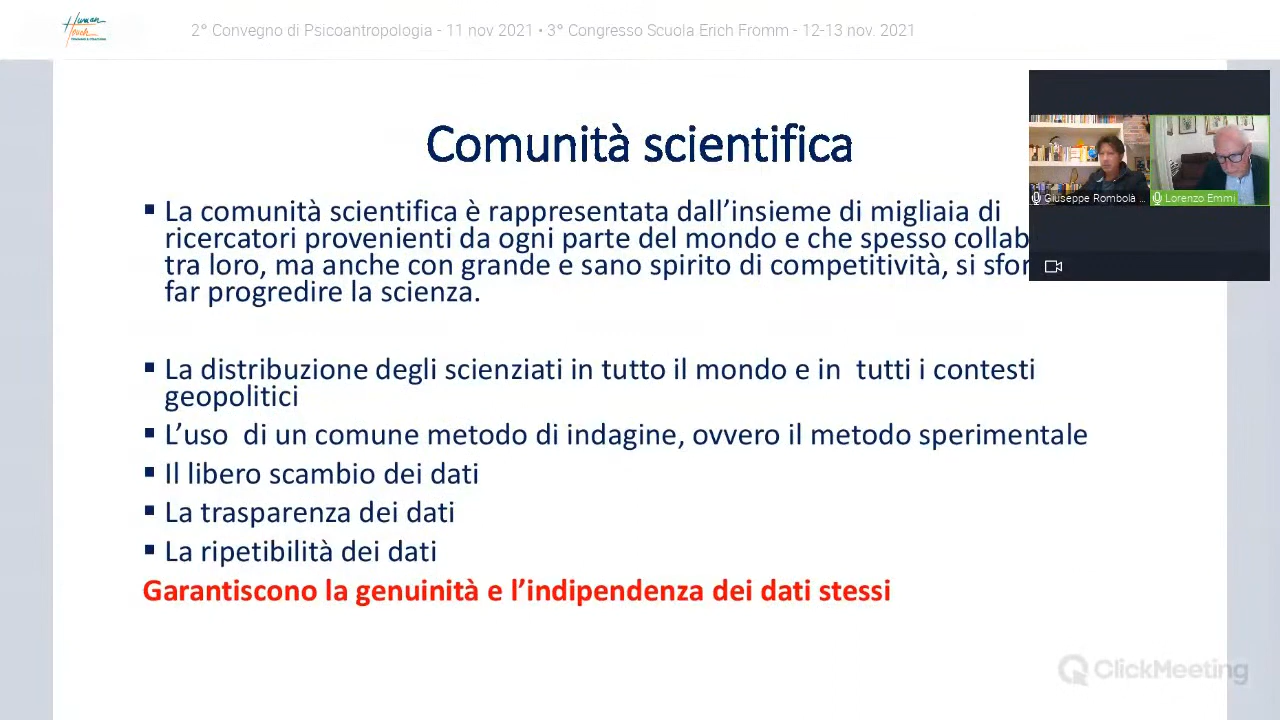 Human
Touch
2° Convegno di Psicoantropologia - 11 nov 2021 • 3° Congresso Scuola Erich Fromm - 12-13 nov. 2021
Comunità scientifica
▪ La comunità scientifica è rappresentata dall’insieme di migliaia di
ricercatori provenienti da ogni parte del mondo e che spesso collab
tra loro, ma anche con grande e sano spirito di competitività, si sfor
far progredire la scienza.
▪ La distribuzione degli scienziati in tutto il mondo e in  tutti i contesti
geopolitici
▪ L’uso  di un comune metodo di indagine, ovvero il metodo sperimentale
▪ Il libero scambio dei dati
▪ La trasparenza dei dati
▪ La ripetibilità dei dati
Garantiscono la genuinità e l’indipendenza dei dati stessi
Giuseppe Rombolà ...
Lorenzo Emmi
ClickMeeting